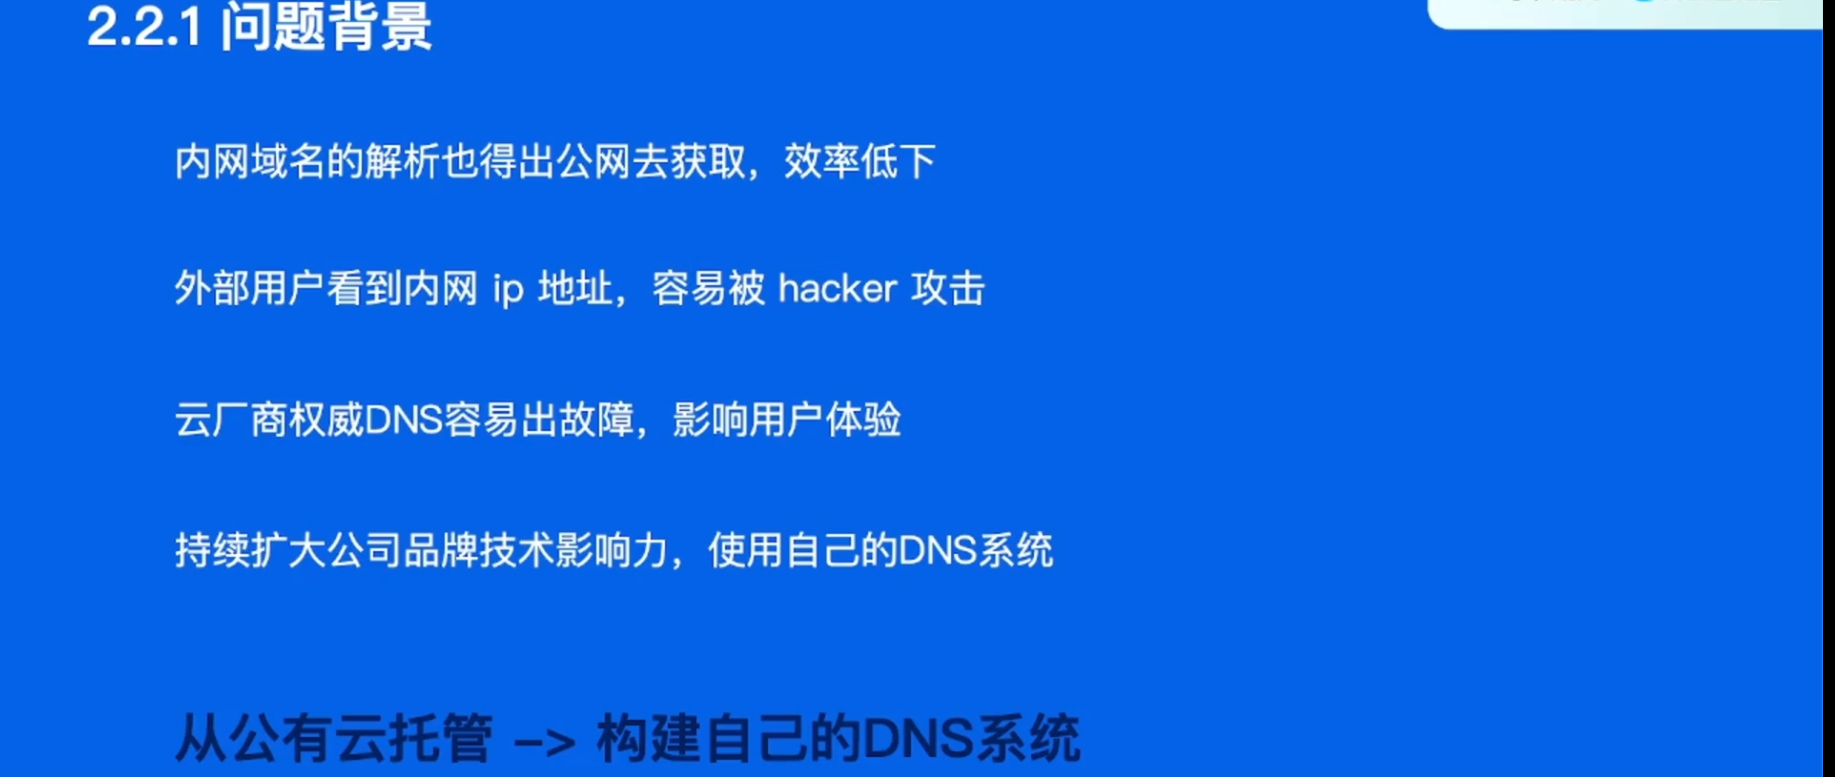 2.2.1 问题背景
内网域名的解析也得出公网去获取，效率低下
外部用户看到内网 ip 地址，容易被 hacker 攻击
云厂商权威DNS容易出故障，影响用户体验
持续扩大公司品牌技术影响力，使用自己的DNS系统
从公有云托管 –> 构建自己的DNS系统